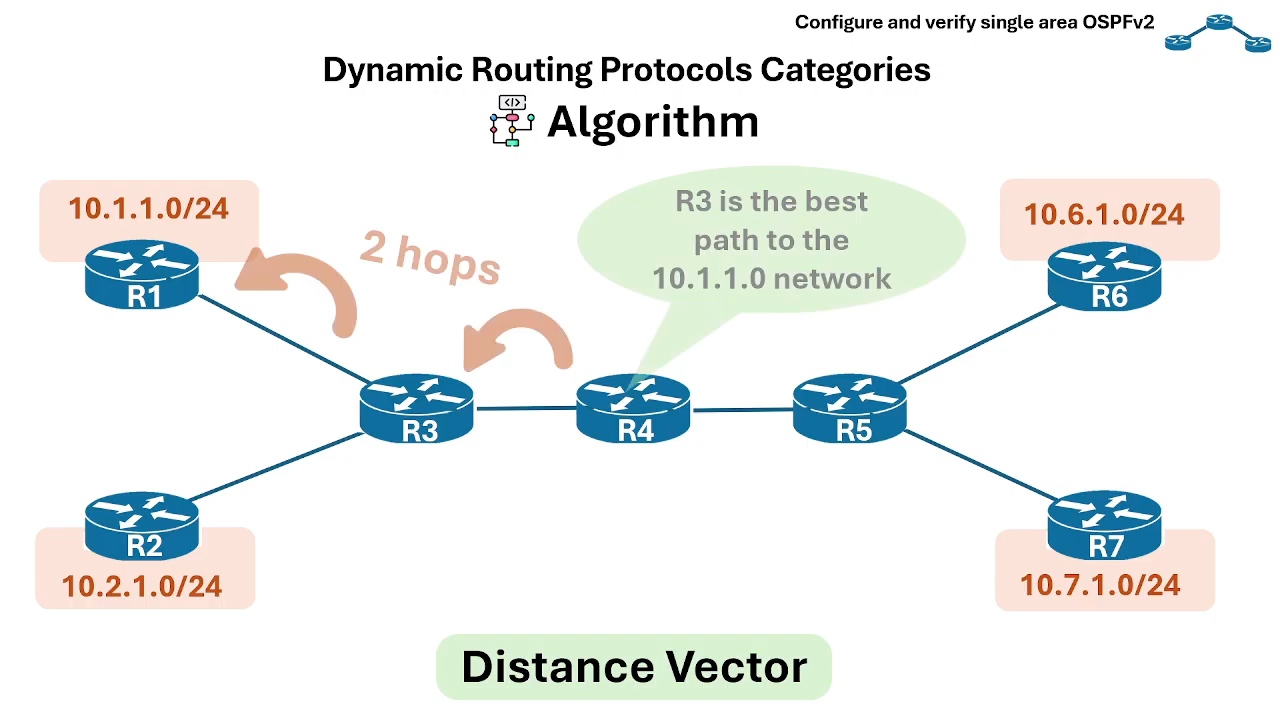 Configure and verify single area OSPFv2
Dynamic Routing Protocols Categories
</>
Algorithm
10.1.1.0/24
R1
2 hops
R3 is the best
path to the
10.1.1.0 network
10.6.1.0/24
R6
R3
R4
R5
R2
10.2.1.0/24
R7
10.7.1.0/24
Distance Vector